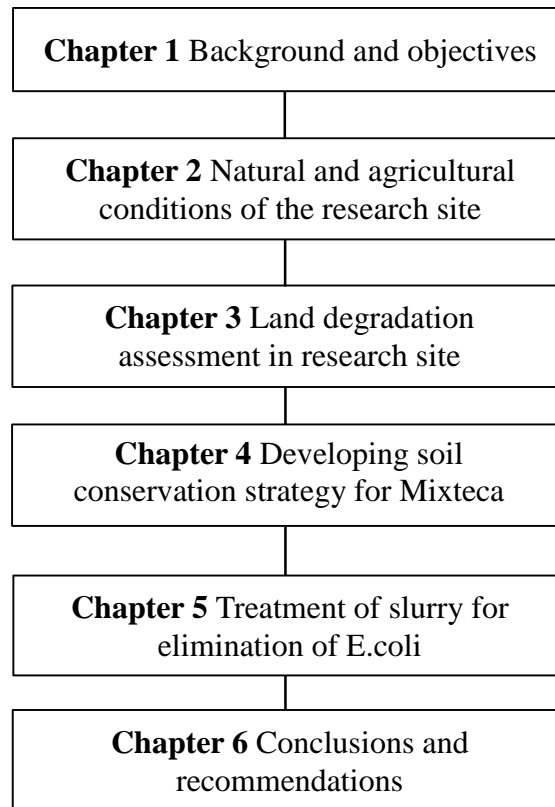 Chapter 1 Background and objectives
Chapter 2 Natural and agricultural
conditions of the research site
Chapter 3 Land degradation
assessment in research site
Chapter 4 Developing soil
conservation strategy for Mixteca
Chapter 5 Treatment of slurry for
elimination of E.coli
Chapter 6 Conclusions and
recommendations